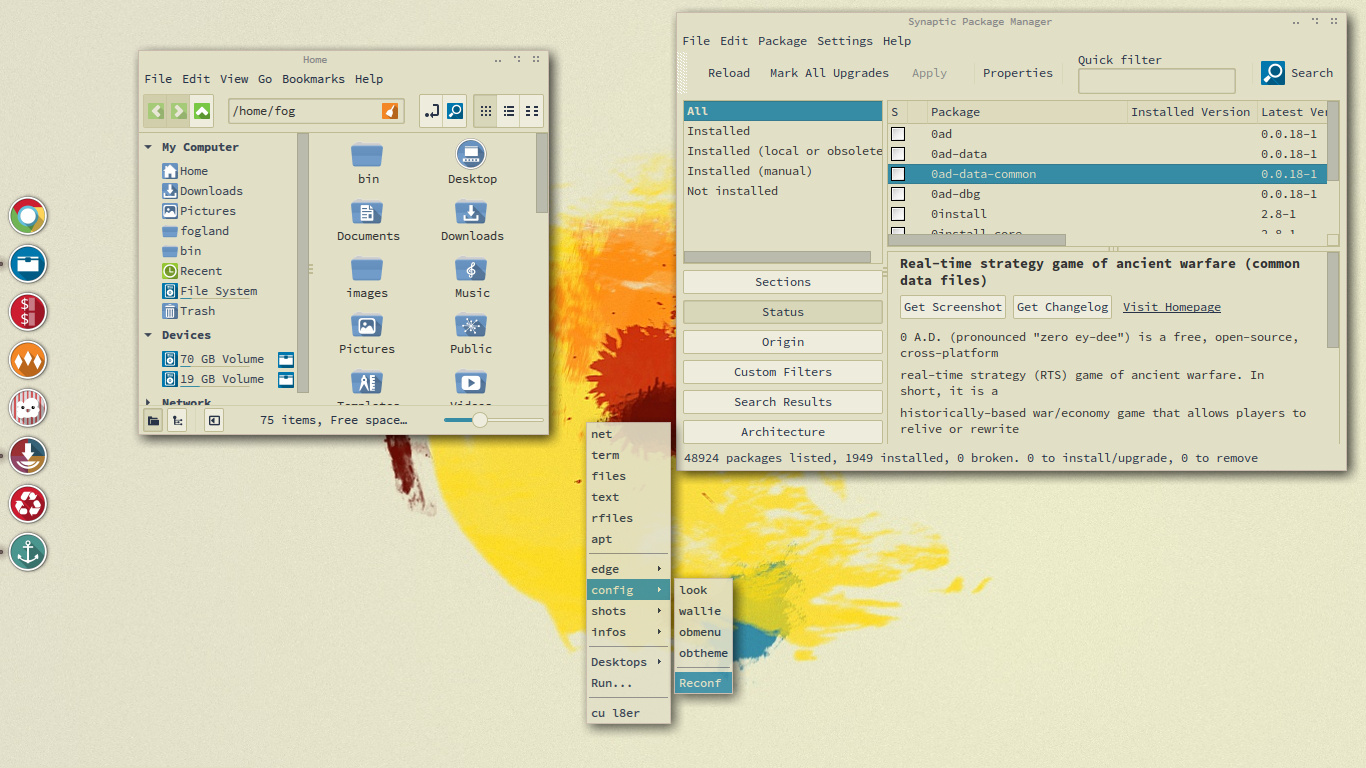 Home
File Edit View Go Bookmarks Help
/home/fog
My Computer
Home
Downloads
Pictures
fogland
bin
Recent
File System
Trash
Devices
70 GB Volume
19 GB Volume
Network
bin
Desktop
Documents
Downloads
images
Music
Pictures
Public
Templates
Videos
75 items, Free space…
Synaptic Package Manager
File Edit Package Settings Help
Reload Mark All Upgrades Apply Properties
Quick filter
Search
All
Installed
Installed (local or obsolete
Installed (manual)
Not installed
Sections
Status
Origin
Custom Filters
Search Results
Architecture
S Package Installed Version Latest Ver
0ad 0.0.18-1
0ad-data 0.0.18-1
0ad-data-common 0.0.18-1
0ad-dbg 0.0.18-1
0install 2.8-1
0install-core 2.8-1
Real-time strategy game of ancient warfare (common
data files)
Get Screenshot Get Changelog Visit Homepage
0 A.D. (pronounced "zero ey-dee") is a free, open-source,
cross-platform
real-time strategy (RTS) game of ancient warfare. In
short, it is a
historically-based war/economy game that allows players to
relive or rewrite
48924 packages listed, 1949 installed, 0 broken. 0 to install/upgrade, 0 to remove
net
term
files
text
rfiles
apt
edge
config
shots
infos
Desktops
Run...
cu l8er
look
wallie
obmenu
obtheme
Reconf